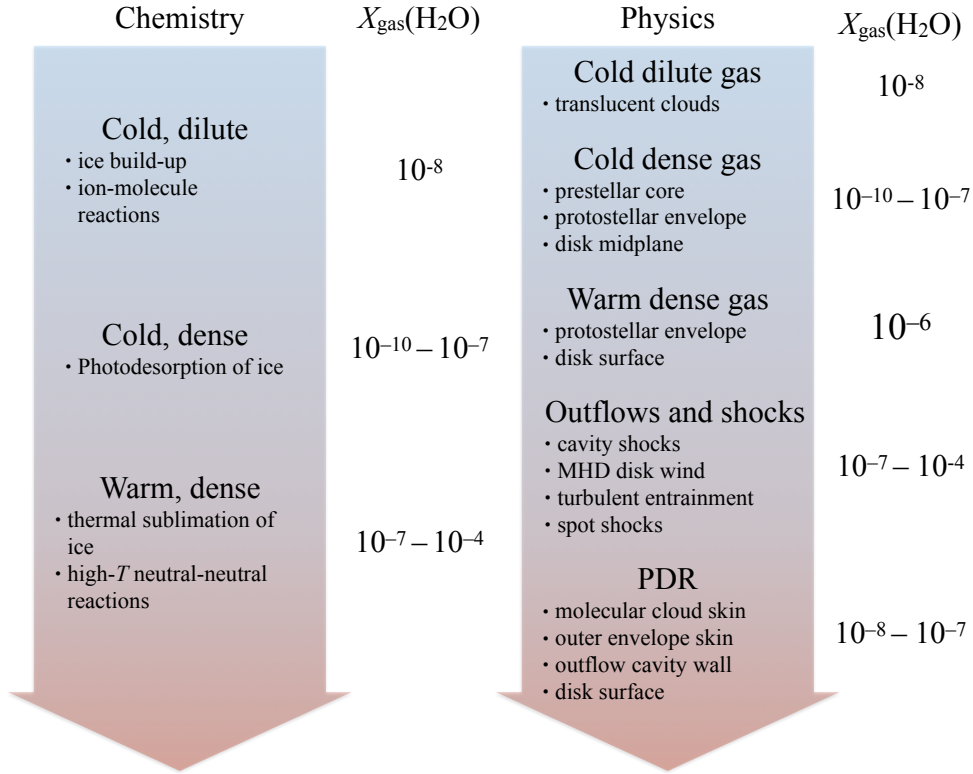 Chemistry
X_gas(H₂O)
Cold, dilute
· ice build-up
· ion-molecule
reactions
10⁻⁸
Cold, dense
· Photodesorption of ice
10⁻¹⁰ – 10⁻⁷
Warm, dense
· thermal sublimation of
ice
· high-T neutral-neutral
reactions
10⁻⁷ – 10⁻⁴
Physics
X_gas(H₂O)
Cold dilute gas
· translucent clouds
10⁻⁸
Cold dense gas
· prestellar core
· protostellar envelope
· disk midplane
10⁻¹⁰ – 10⁻⁷
Warm dense gas
· protostellar envelope
· disk surface
10⁻⁶
Outflows and shocks
· cavity shocks
· MHD disk wind
· turbulent entrainment
· spot shocks
10⁻⁷ – 10⁻⁴
PDR
· molecular cloud skin
· outer envelope skin
· outflow cavity wall
· disk surface
10⁻⁸ – 10⁻⁷